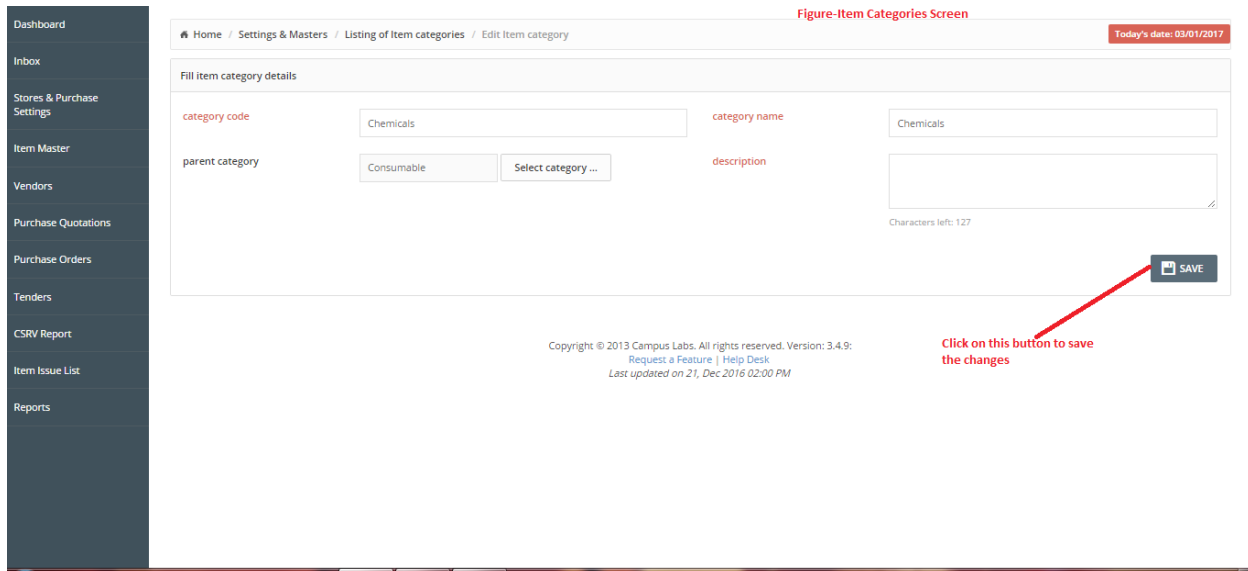 Figure-Item Categories Screen
Dashboard
Home / Settings & Masters / Listing of Item categories / Edit Item category
Today's date: 03/01/2017
Inbox
Fill item category details
Stores & Purchase
Settings
category code
Chemicals
category name
Chemicals
Item Master
parent category
Consumable
Select category ...
description
Vendors
Purchase Quotations
Characters left: 127
Purchase Orders
SAVE
Tenders
CSRV Report
Item Issue List
Reports
Click on this button to save
the changes
Copyright © 2013 Campus Labs. All rights reserved. Version: 3.4.9:
Request a Feature | Help Desk
Last updated on 21, Dec 2016 02:00 PM